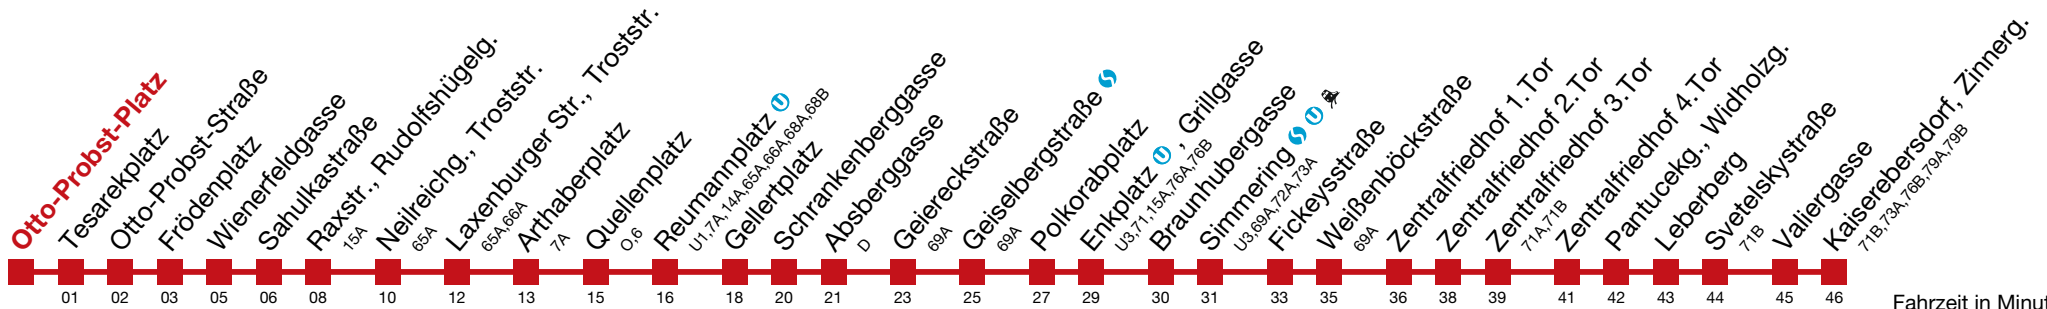 Otto-Probst-Platz
Tesarekplatz
Otto-Probst-Straße
Frödenplatz
Wienerfeldgasse
Sahulkastraße
Raxstr., Rudolfshügelg.
15A
Neilreichg., Troststr.
65A
Laxenburger Str., Troststr.
65A,66A
Arthaberplatz
7A
Quellenplatz
O,6
Reumannplatz U
U1,7A,14A,65A,66A,68A,68B
Gellertplatz
Schrankenberggasse
Absberggasse
D
Geiereckstraße
69A
Geiselbergstraße S
69A
Polkorabplatz
Enkplatz U , Grillgasse
U3,71,15A,76A,76B
Braunhubergasse
Simmering S U
U3,69A,72A,73A
Fickeysstraße
Weißenböckstraße
69A
Zentralfriedhof 1.Tor
Zentralfriedhof 2.Tor
Zentralfriedhof 3.Tor
71A,71B
Zentralfriedhof 4.Tor
Pantucekg., Widholzg.
Leberberg
Svetelskystraße
71B
Valiergasse
Kaiserebersdorf, Zinnerg.
71B,73A,76B,79A,79B
01 02 03 05 06 08 10 12 13 15 16 18 20 21 23 25 27 29 30 31 33 35 36 38 39 41 42 43 44 45 46
Fahrzeit in Minut